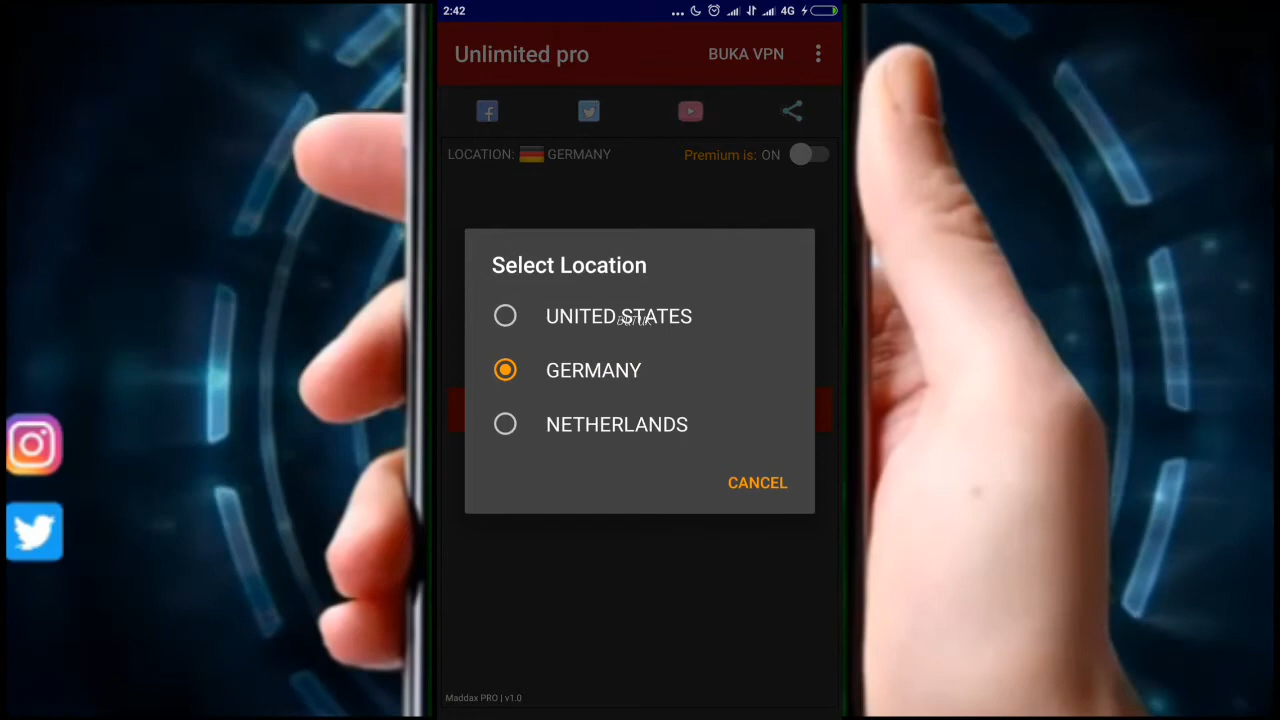 2:42
4G
Unlimited pro
BUKA VPN
LOCATION: GERMANY
Premium is: ON
Select Location
UNITED STATES
GERMANY
NETHERLANDS
CANCEL
Maddax PRO | v1.0